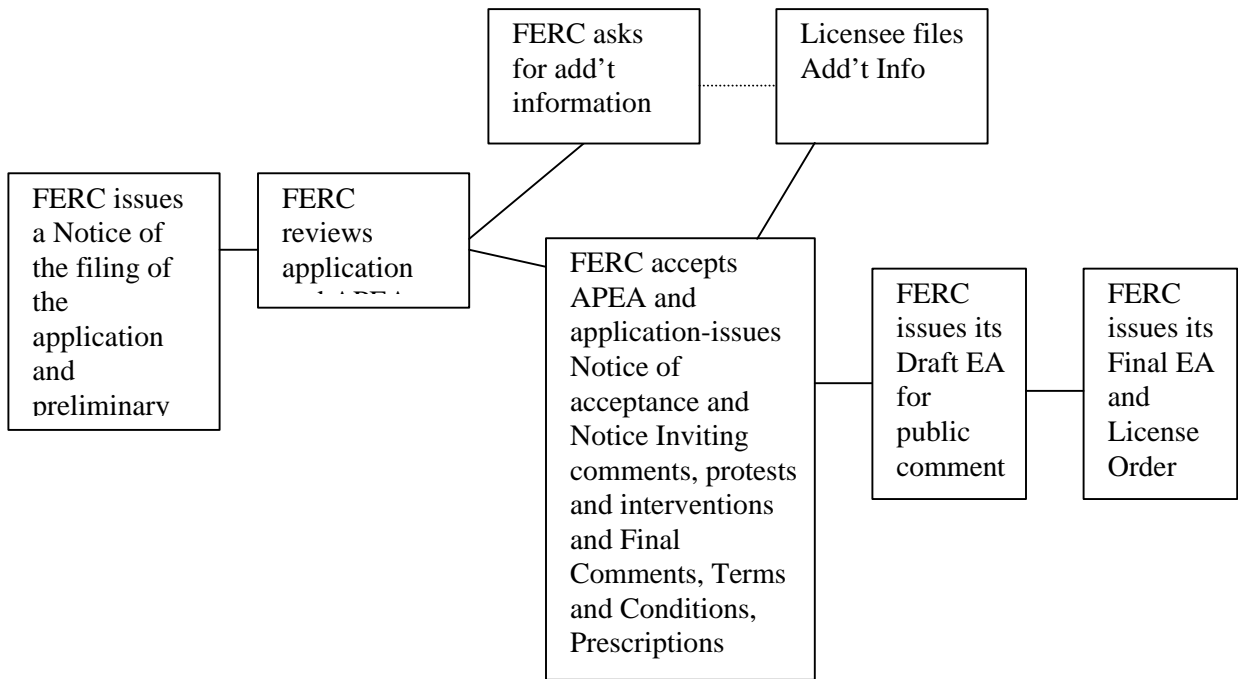 FERC asks
for add’t
information
Licensee files
Add’t Info
FERC issues
a Notice of
the filing of
the
application
and
preliminary
FERC
reviews
application
and APEA
FERC accepts
APEA and
application-issues
Notice of
acceptance and
Notice Inviting
comments, protests
and interventions
and Final
Comments, Terms
and Conditions,
Prescriptions
FERC
issues its
Draft EA
for
public
comment
FERC
issues its
Final EA
and
License
Order